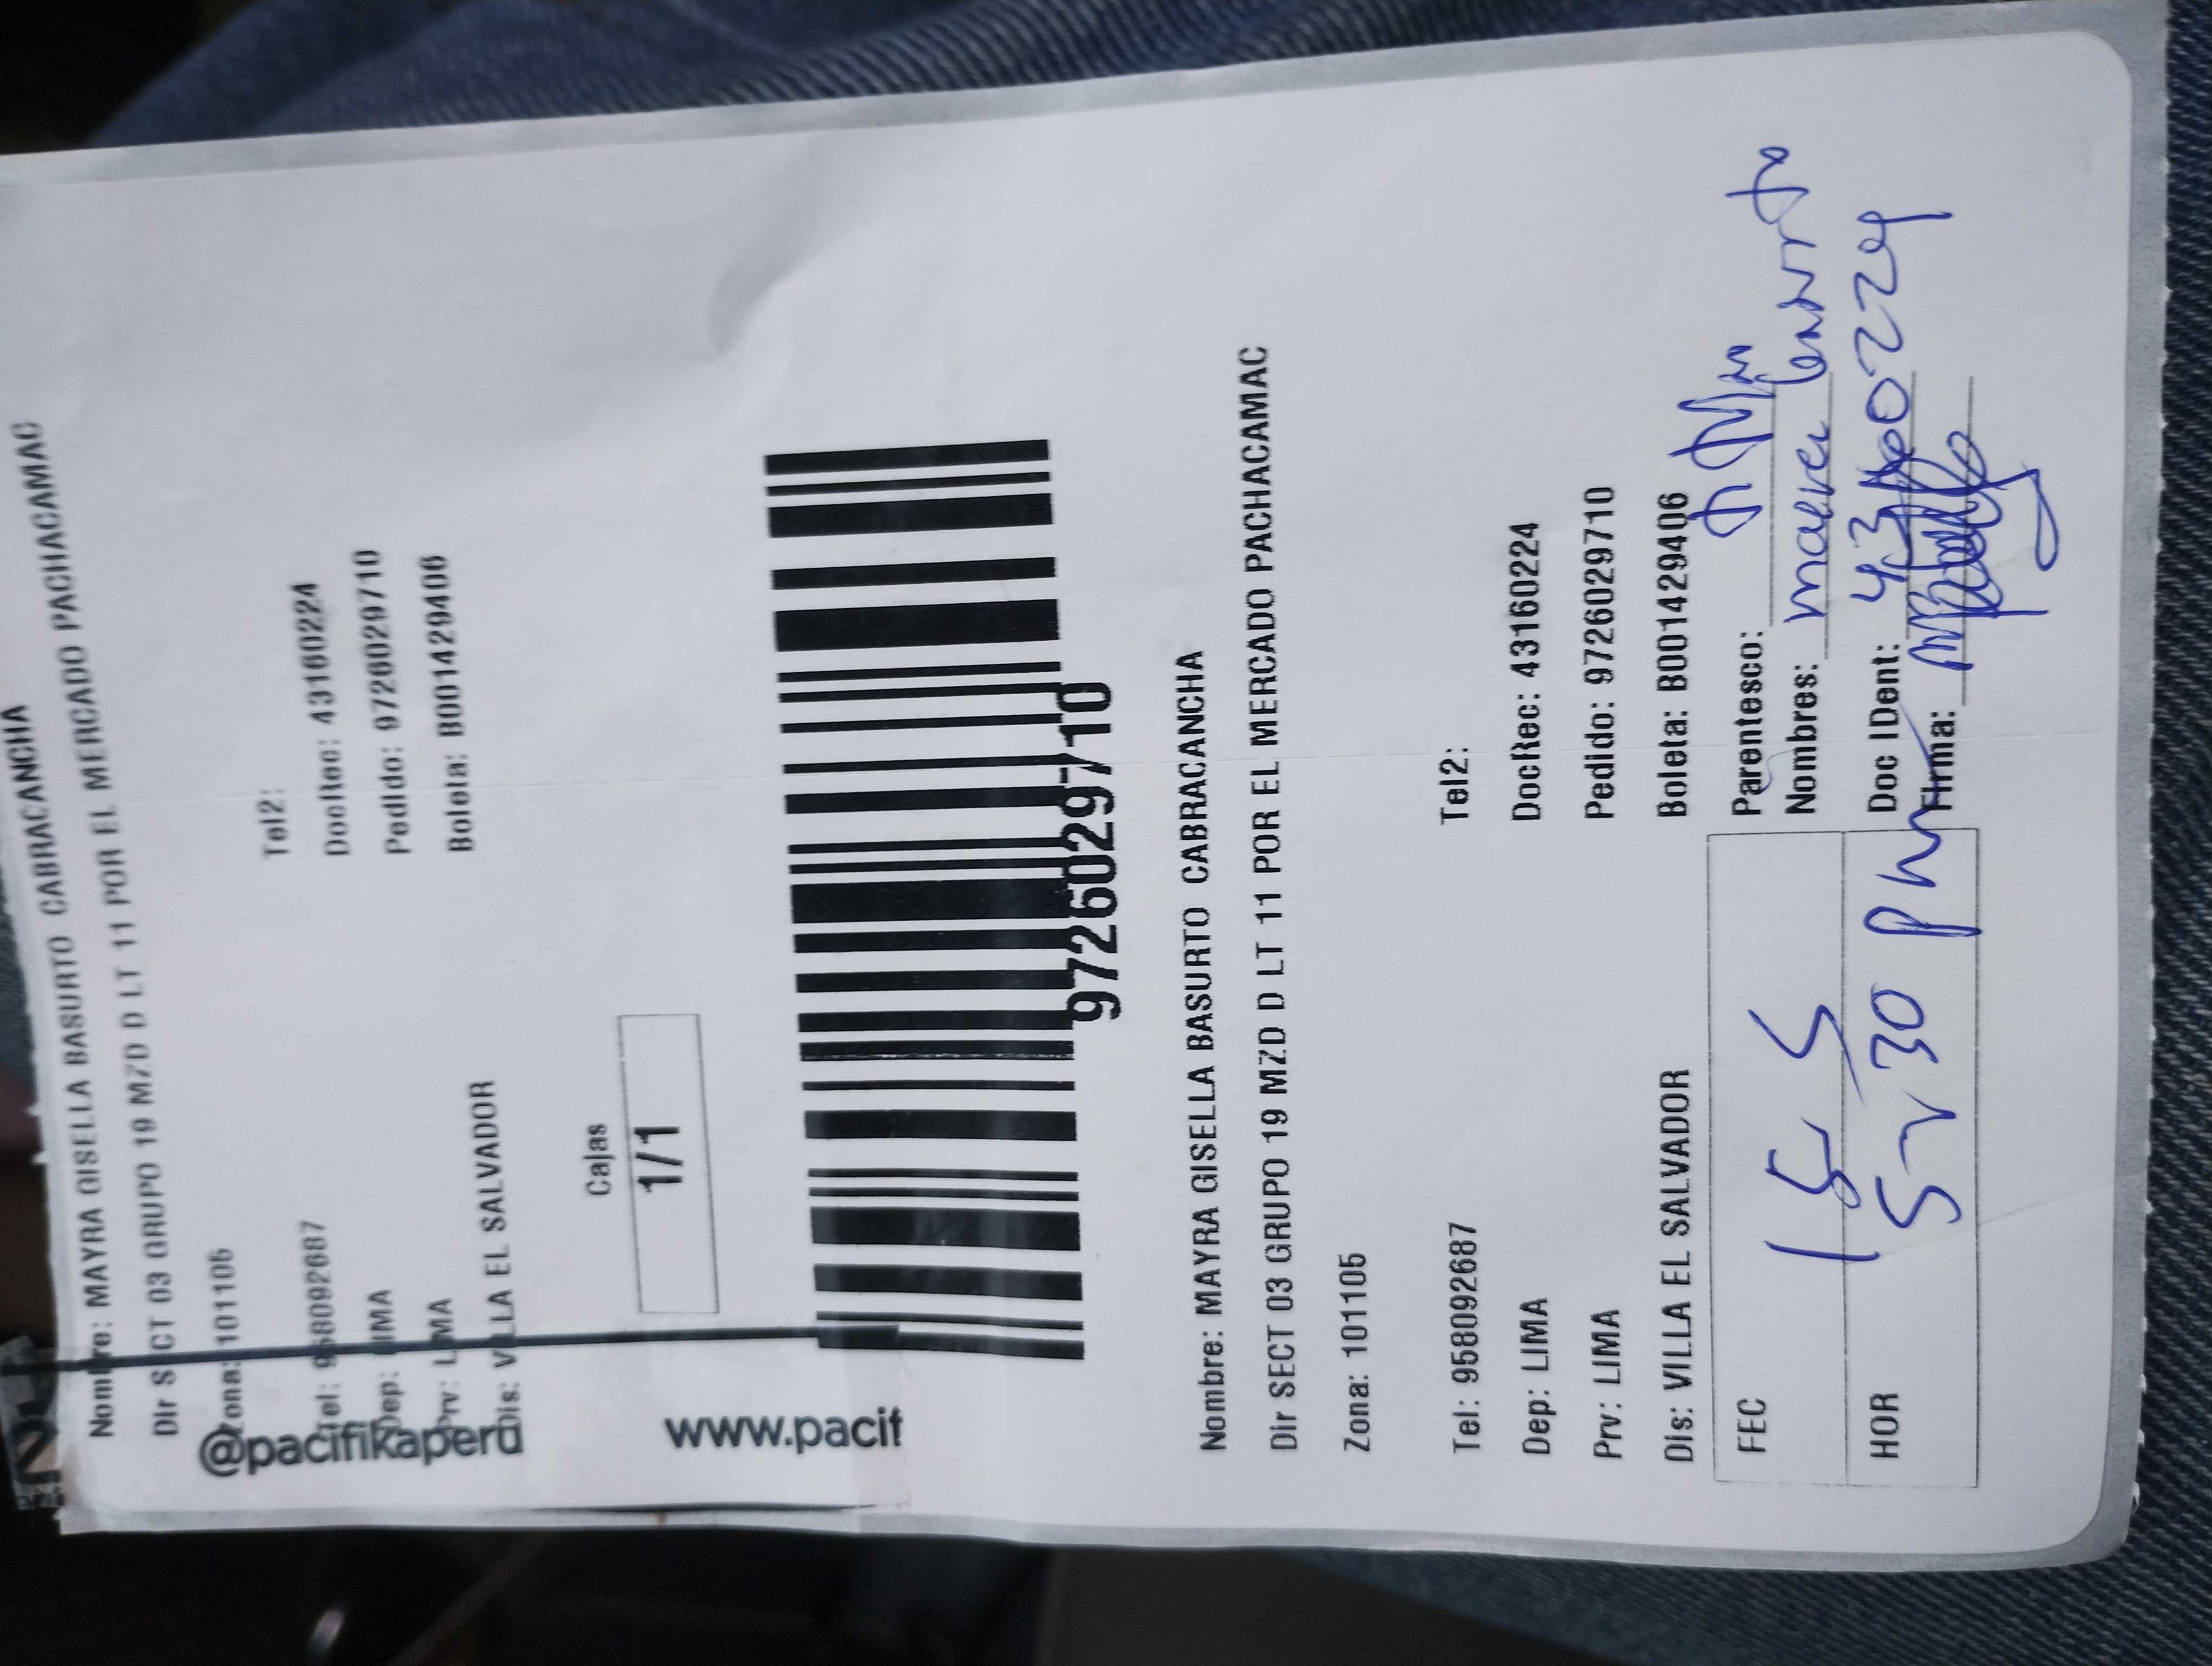 Nombre: MAYRA GISELLA BASURTO CABRACANCHA
Dir SECT 03 GRUPO 19 MZD D LT 11 POR EL MERCADO PACHACAMAC
Zona: 101105
Tel: 958092687 Tel2:
Dep: LIMA DocRec: 43160224
Prv: LIMA Pedido: 9726029710
Dis: VILLA EL SALVADOR Boleta: B001429406
@pacifikaperu
Cajas
1/1
www.pacif
9726029710
Nombre: MAYRA GISELLA BASURTO CABRACANCHA
Dir SECT 03 GRUPO 19 MZD D LT 11 POR EL MERCADO PACHACAMAC
Zona: 101105
Tel: 958092687 Tel2:
Dep: LIMA DocRec: 43160224
Prv: LIMA Pedido: 9726029710
Dis: VILLA EL SALVADOR Boleta: B001429406
FEC 15 5 Parentesco:
Nombres:
HOR 5 30 Pm Doc IDent: 43160224
Firma: